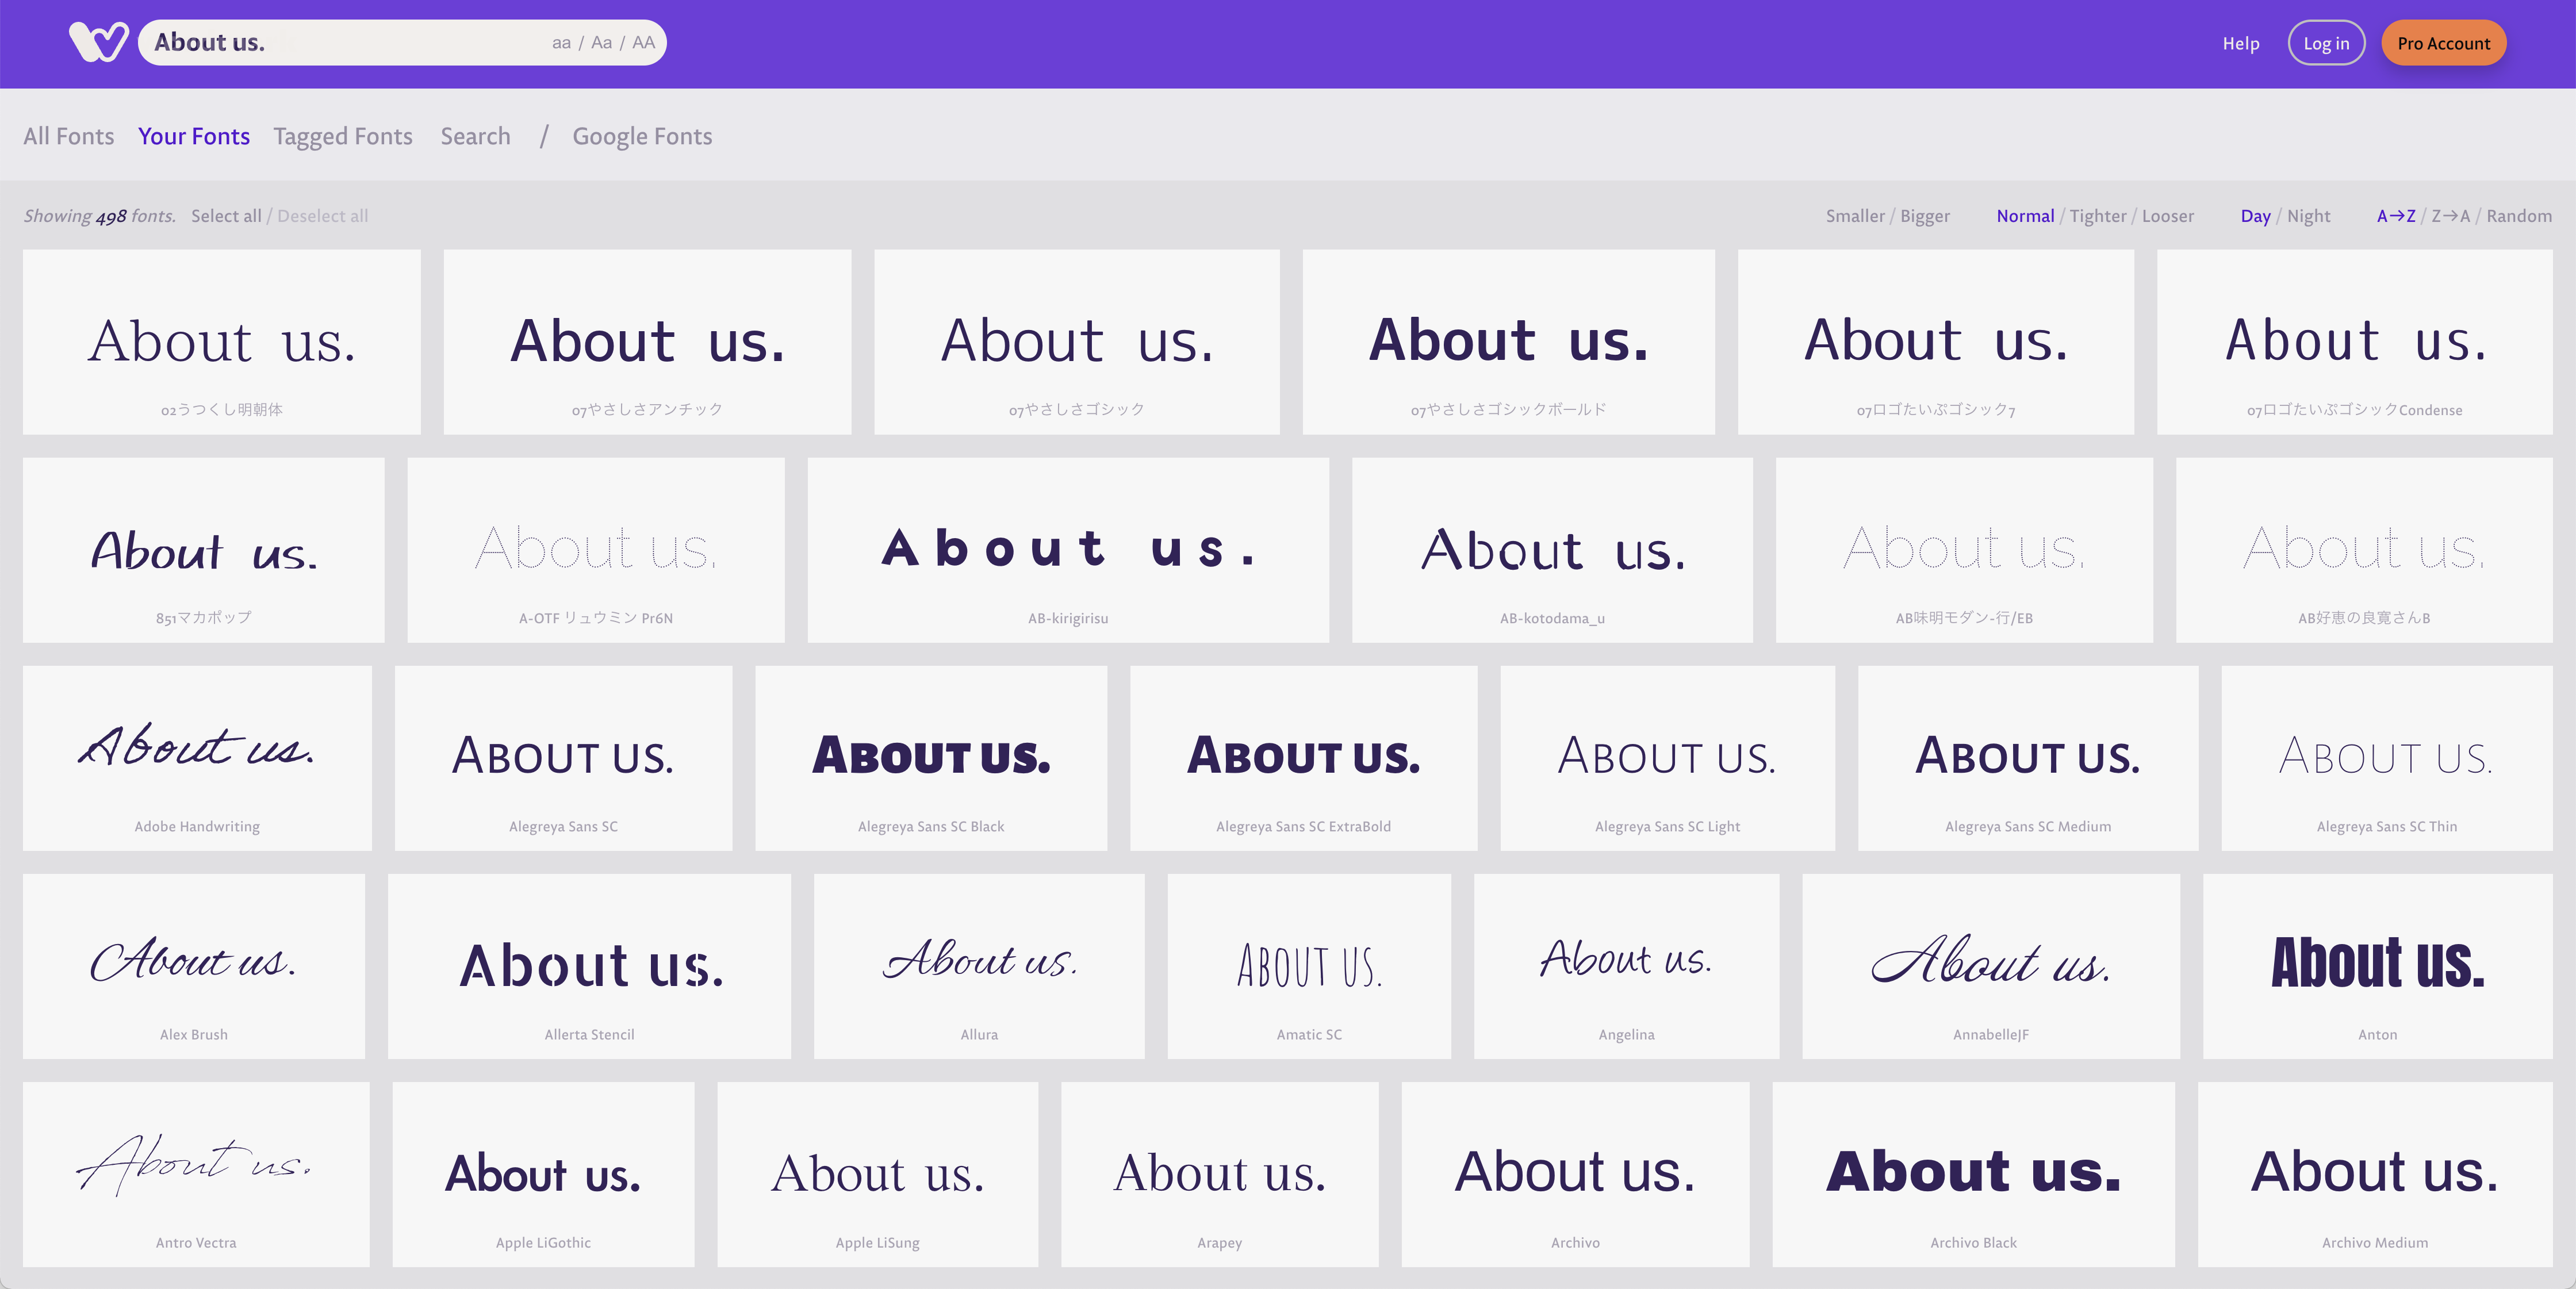 About us. aa / Aa / AA Help Log in Pro Account
All Fonts Your Fonts Tagged Fonts Search / Google Fonts
Showing 498 fonts. Select all / Deselect all Smaller / Bigger Normal / Tighter / Looser Day / Night A→Z / Z→A / Random
About us. About us. About us. About us. About us. About us.
02うつくし明朝体 07やさしさアンチック 07やさしさゴシック 07やさしさゴシックボールド 07ロゴたいぷゴシック7 07ロゴたいぷゴシックCondense
About us. About us. About us. About us. About us. About us.
851マカポップ A-OTF リュウミン Pr6N AB-kirigirisu AB-kotodama_u AB味明モダン-行/EB AB好恵の良寛さんB
About us. About us. About us. About us. About us. About us. About us.
Adobe Handwriting Alegreya Sans SC Alegreya Sans SC Black Alegreya Sans SC ExtraBold Alegreya Sans SC Light Alegreya Sans SC Medium Alegreya Sans SC Thin
About us. About us. About us. ABOUT US. About us. About us. About us.
Alex Brush Allerta Stencil Allura Amatic SC Angelina AnnabelleJF Anton
About us. About us. About us. About us. About us. About us. About us.
Antro Vectra Apple LiGothic Apple LiSung Arapey Archivo Archivo Black Archivo Medium